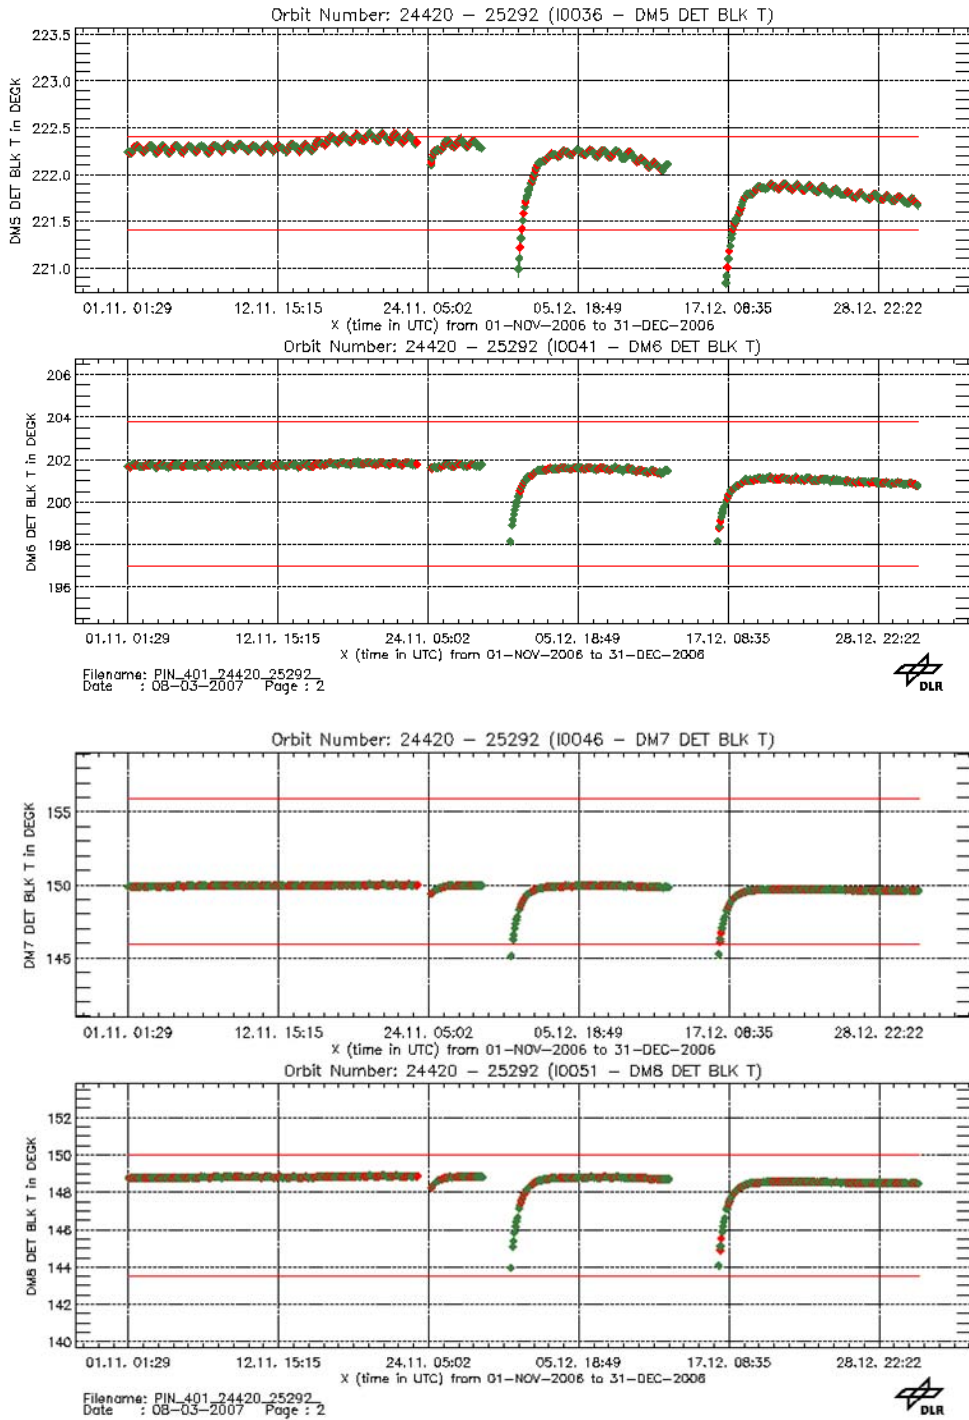 Orbit Number: 24420 – 25292 (I0036 – DM5 DET BLK T)
DM5 DET BLK T in DEGK
223.5
223.0
222.5
222.0
221.5
221.0
01.11. 01:29 12.11. 15:15 24.11. 05:02 05.12. 18:49 17.12. 08:35 28.12. 22:22
X (time in UTC) from 01-NOV-2006 to 31-DEC-2006
Orbit Number: 24420 – 25292 (I0041 – DM6 DET BLK T)
DM6 DET BLK T in DEGK
206
204
202
200
198
196
01.11. 01:29 12.11. 15:15 24.11. 05:02 05.12. 18:49 17.12. 08:35 28.12. 22:22
X (time in UTC) from 01-NOV-2006 to 31-DEC-2006
Filename: PIN_401_24420_25292_
Date : 08-03-2007 Page : 2
DLR
Orbit Number: 24420 – 25292 (I0046 – DM7 DET BLK T)
DM7 DET BLK T in DEGK
155
150
145
01.11. 01:29 12.11. 15:15 24.11. 05:02 05.12. 18:49 17.12. 08:35 28.12. 22:22
X (time in UTC) from 01-NOV-2006 to 31-DEC-2006
Orbit Number: 24420 – 25292 (I0051 – DM8 DET BLK T)
DM8 DET BLK T in DEGK
152
150
148
146
144
142
140
01.11. 01:29 12.11. 15:15 24.11. 05:02 05.12. 18:49 17.12. 08:35 28.12. 22:22
X (time in UTC) from 01-NOV-2006 to 31-DEC-2006
Filename: PIN_401_24420_25292_
Date : 08-03-2007 Page : 2
DLR